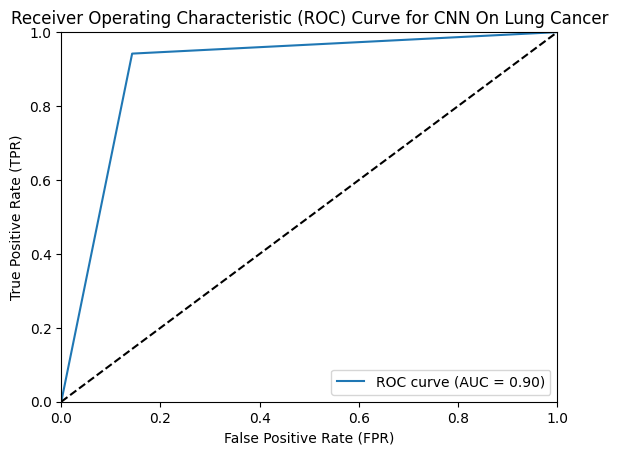 Receiver Operating Characteristic (ROC) Curve for CNN On Lung Cancer
True Positive Rate (TPR)
1.0
0.8
0.6
0.4
0.2
0.0
ROC curve (AUC = 0.90)
0.0 0.2 0.4 0.6 0.8 1.0
False Positive Rate (FPR)